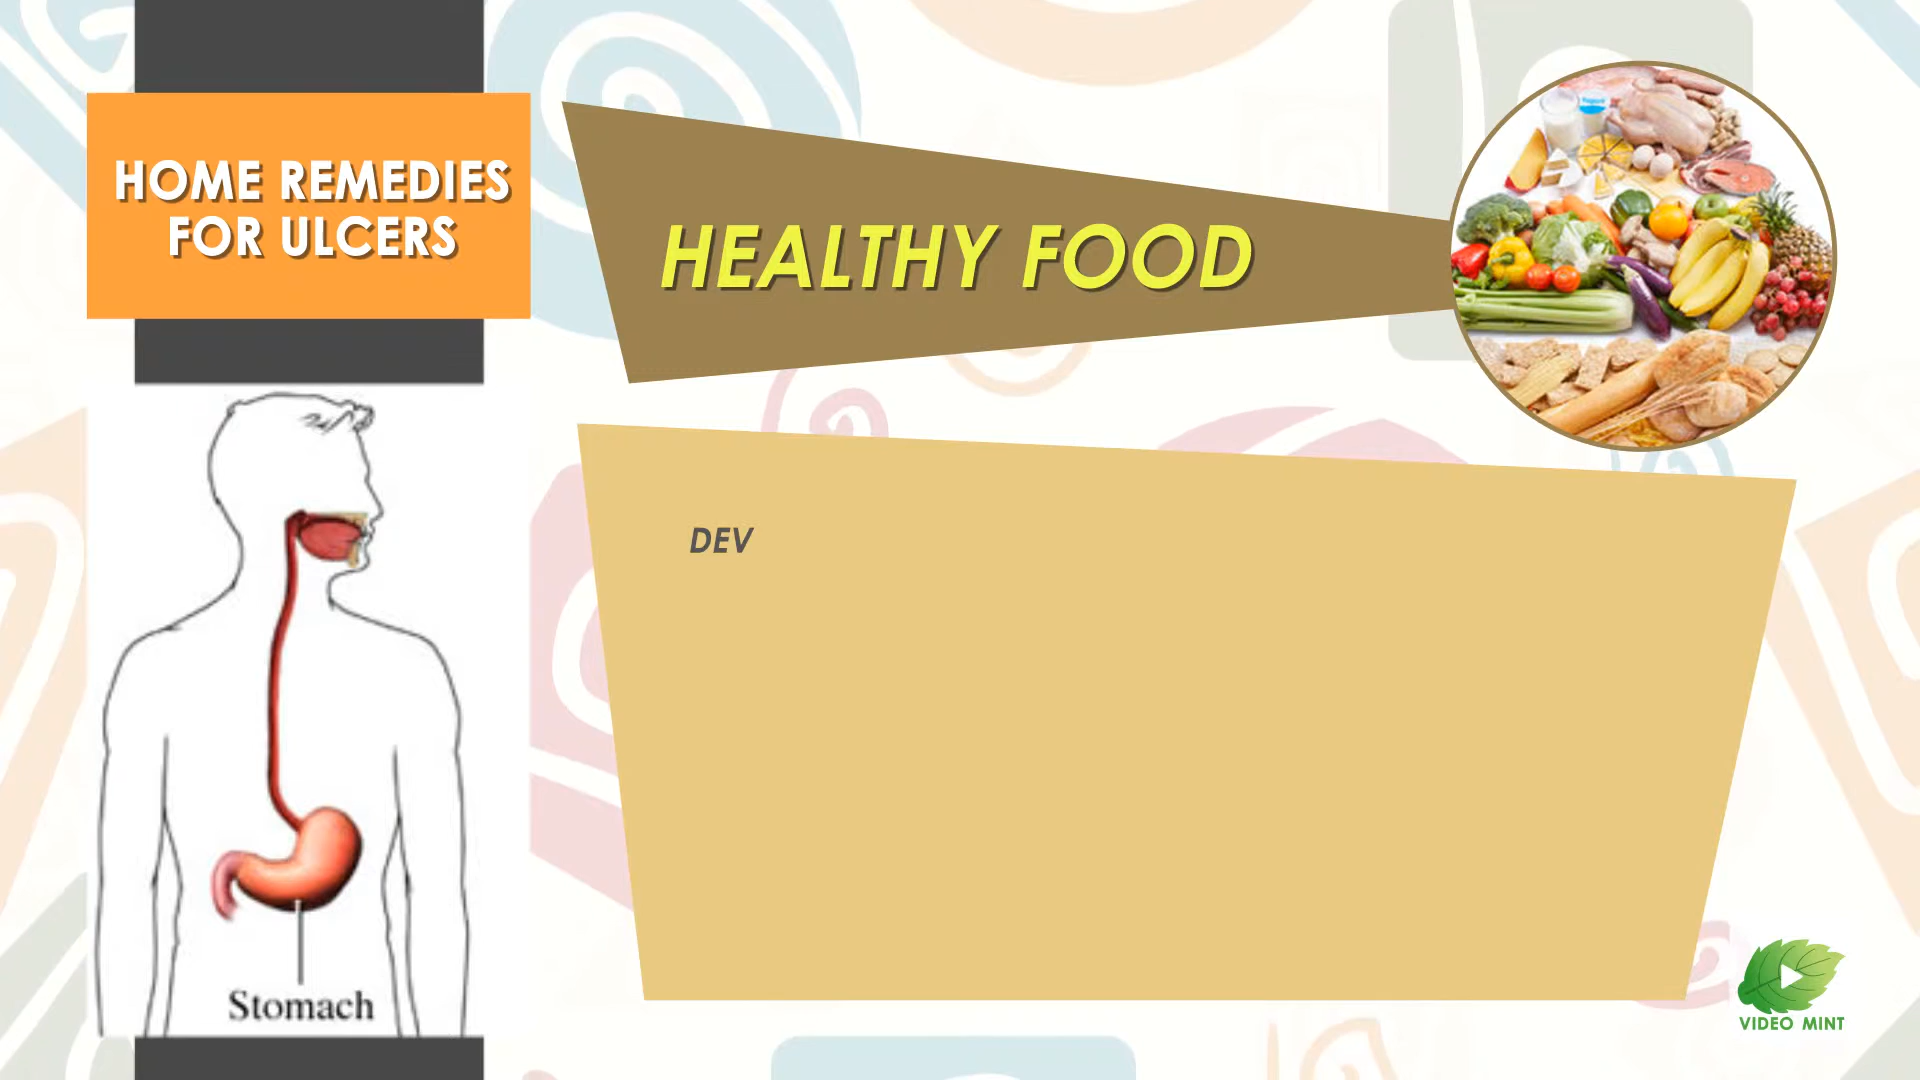 HOME REMEDIES
FOR ULCERS
HEALTHY FOOD
DEV
Stomach
VIDEO MINT